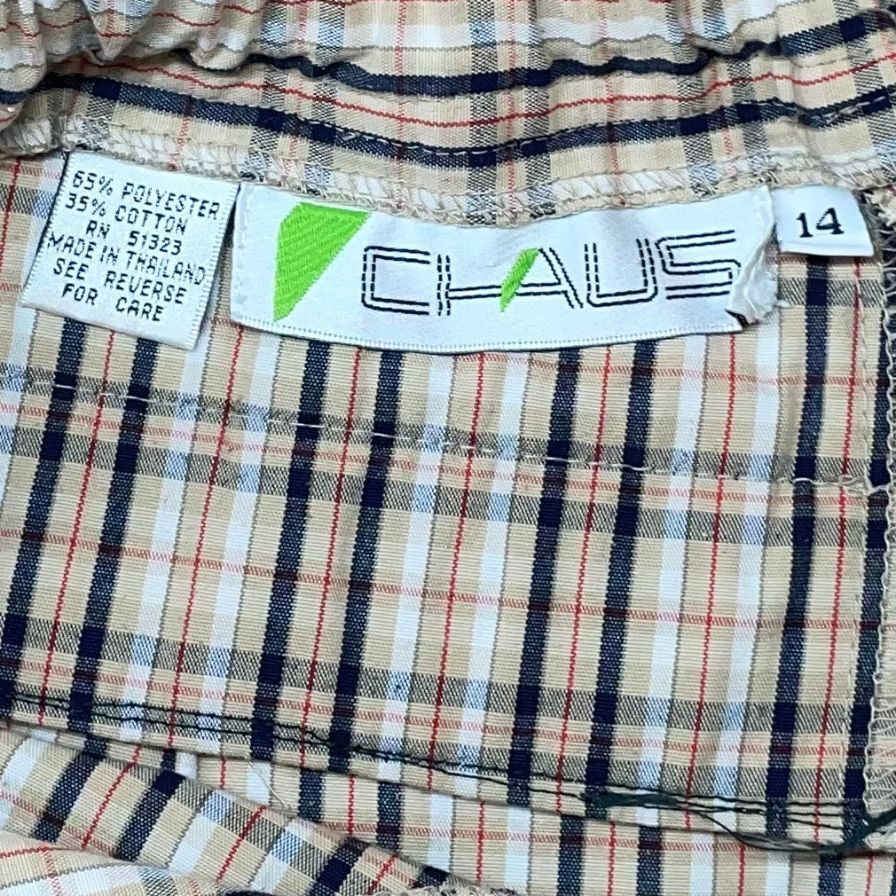 65% POLYESTER
35% COTTON
RN 51323
MADE IN THAILAND
SEE REVERSE
FOR CARE
CHAUS
14